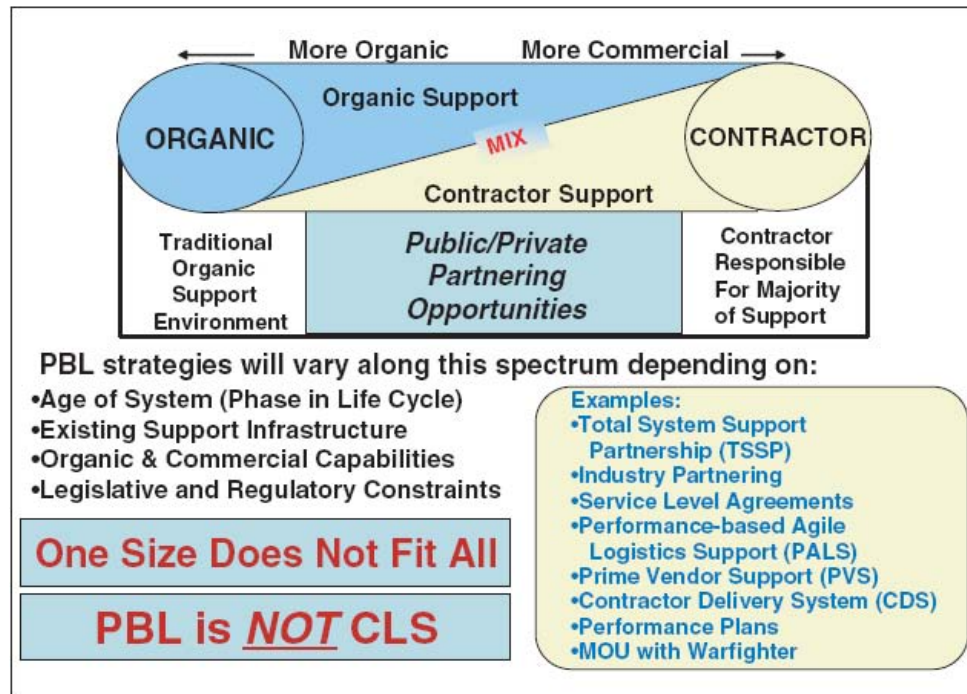 More Organic More Commercial
Organic Support
ORGANIC
MIX
CONTRACTOR
Contractor Support
Traditional
Organic
Support
Environment
Public/Private
Partnering
Opportunities
Contractor
Responsible
For Majority
of Support
PBL strategies will vary along this spectrum depending on:
•Age of System (Phase in Life Cycle)
•Existing Support Infrastructure
•Organic & Commercial Capabilities
•Legislative and Regulatory Constraints
One Size Does Not Fit All
PBL is NOT CLS
Examples:
•Total System Support
Partnership (TSSP)
•Industry Partnering
•Service Level Agreements
•Performance-based Agile
Logistics Support (PALS)
•Prime Vendor Support (PVS)
•Contractor Delivery System (CDS)
•Performance Plans
•MOU with Warfighter